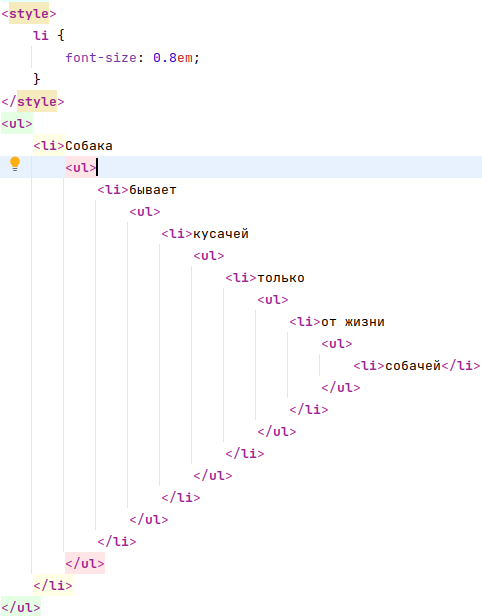 <style>
    li {
        font-size: 0.8em;
    }
</style>
<ul>
    <li>Собака
        <ul>
            <li>бывает
                <ul>
                    <li>кусачей
                        <ul>
                            <li>только
                                <ul>
                                    <li>от жизни
                                        <ul>
                                            <li>собачей</li>
                                        </ul>
                                    </li>
                                </ul>
                            </li>
                        </ul>
                    </li>
                </ul>
            </li>
        </ul>
    </li>
</ul>